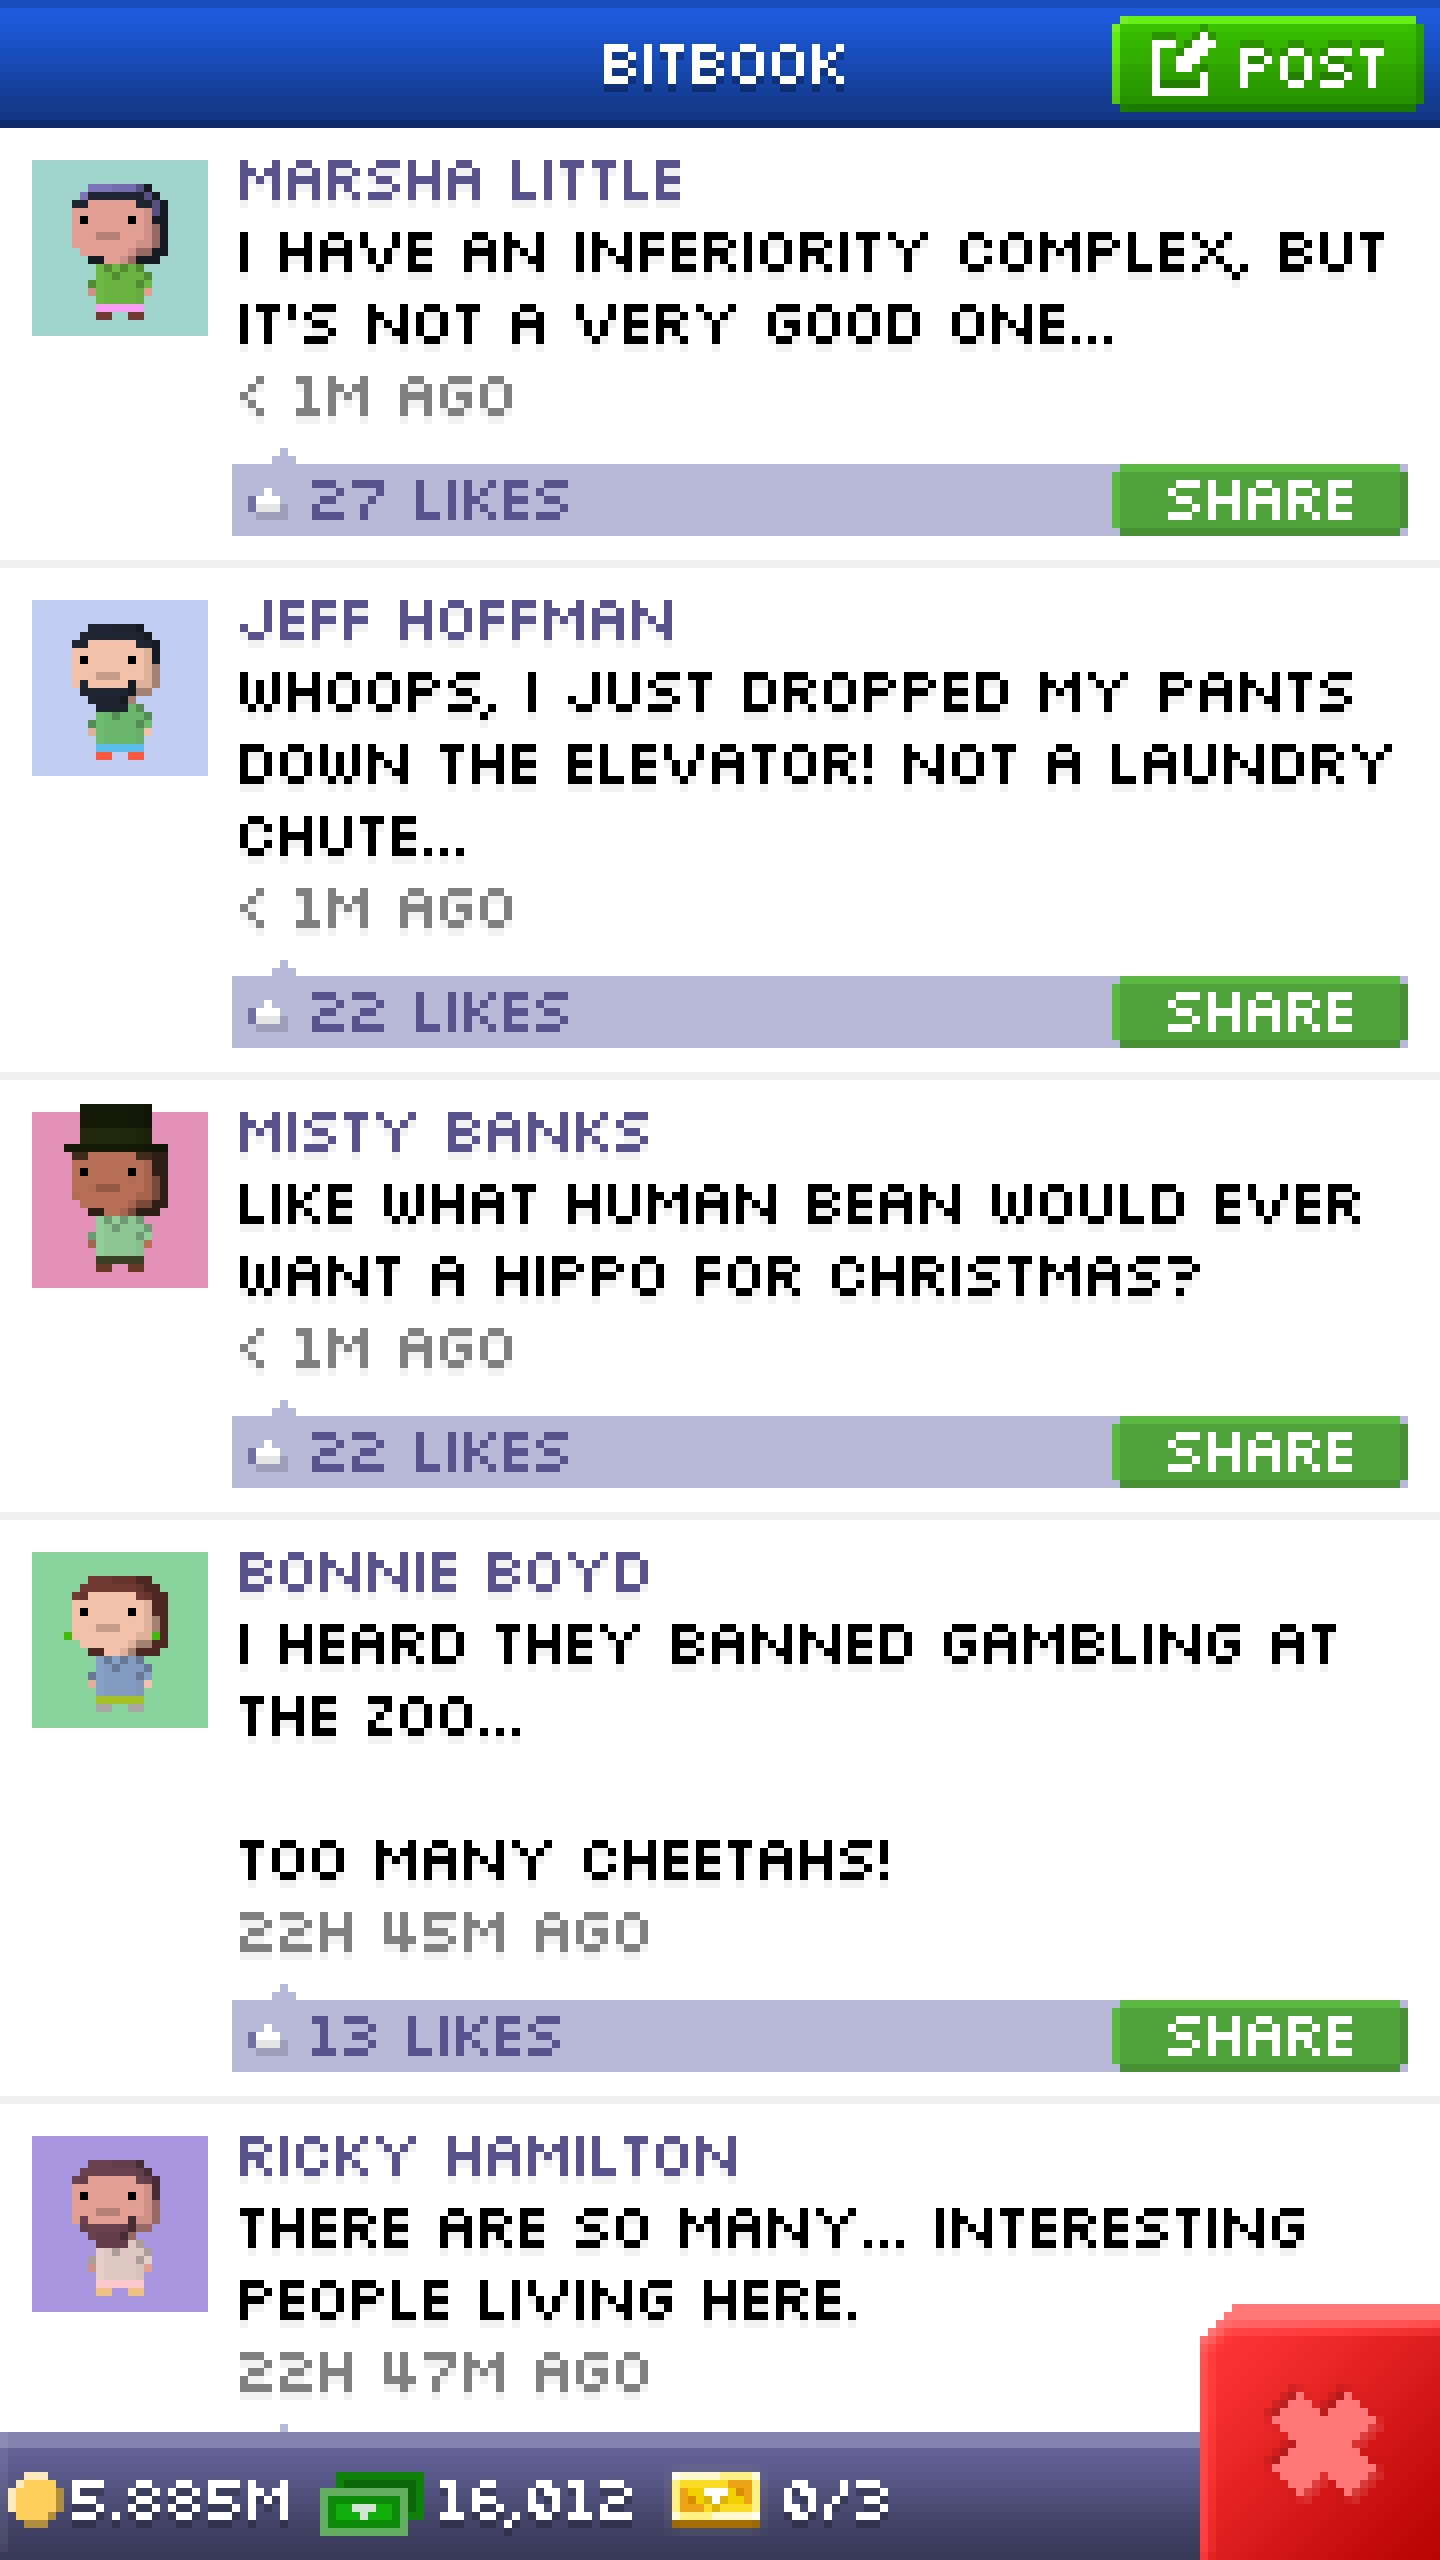 BITBOOK
POST
MARSHA LITTLE
I HAVE AN INFERIORITY COMPLEX, BUT
IT'S NOT A VERY GOOD ONE...
< 1M AGO
27 LIKES
SHARE
JEFF HOFFMAN
WHOOPS, I JUST DROPPED MY PANTS
DOWN THE ELEVATOR! NOT A LAUNDRY
CHUTE...
< 1M AGO
22 LIKES
SHARE
MISTY BANKS
LIKE WHAT HUMAN BEAN WOULD EVER
WANT A HIPPO FOR CHRISTMAS?
< 1M AGO
22 LIKES
SHARE
BONNIE BOYD
I HEARD THEY BANNED GAMBLING AT
THE ZOO...
TOO MANY CHEETAHS!
22H 45M AGO
13 LIKES
SHARE
RICKY HAMILTON
THERE ARE SO MANY... INTERESTING
PEOPLE LIVING HERE.
22H 47M AGO
5.885M
16,012
0/3